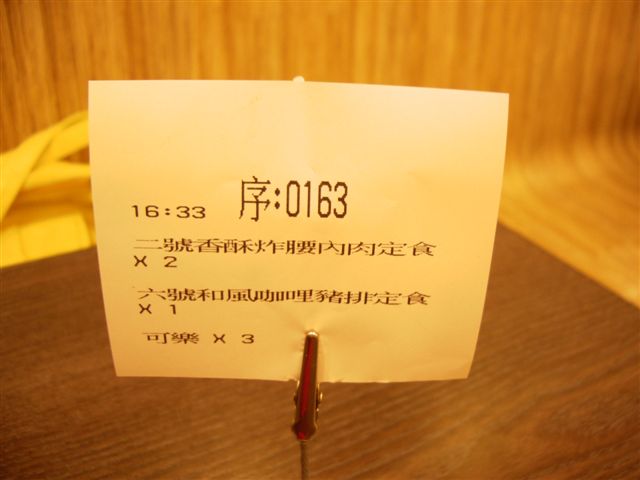 16:33 序:0163
二號香酥炸腰內肉定食
X 2
六號和風咖哩豬排定食
X 1
可樂 X 3